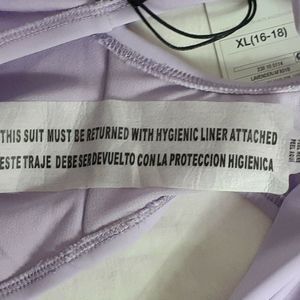 XL(16-18)
THIS SUIT MUST BE RETURNED WITH HYGIENIC LINER ATTACHED
ESTE TRAJE DEBE SER DEVUELTO CON LA PROTECCION HIGIENICA